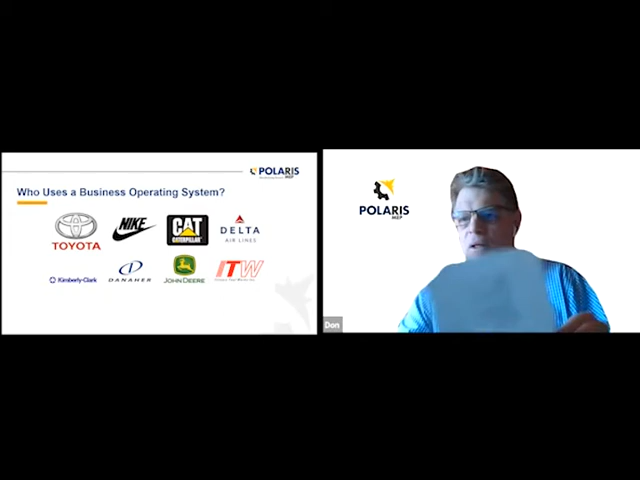 POLARIS
MEP
Who Uses a Business Operating System?
TOYOTA
NIKE
CAT
CATERPILLAR
DELTA
AIR LINES
Kimberly-Clark
DANAHER
JOHN DEERE
ITW
POLARIS
MEP
Don